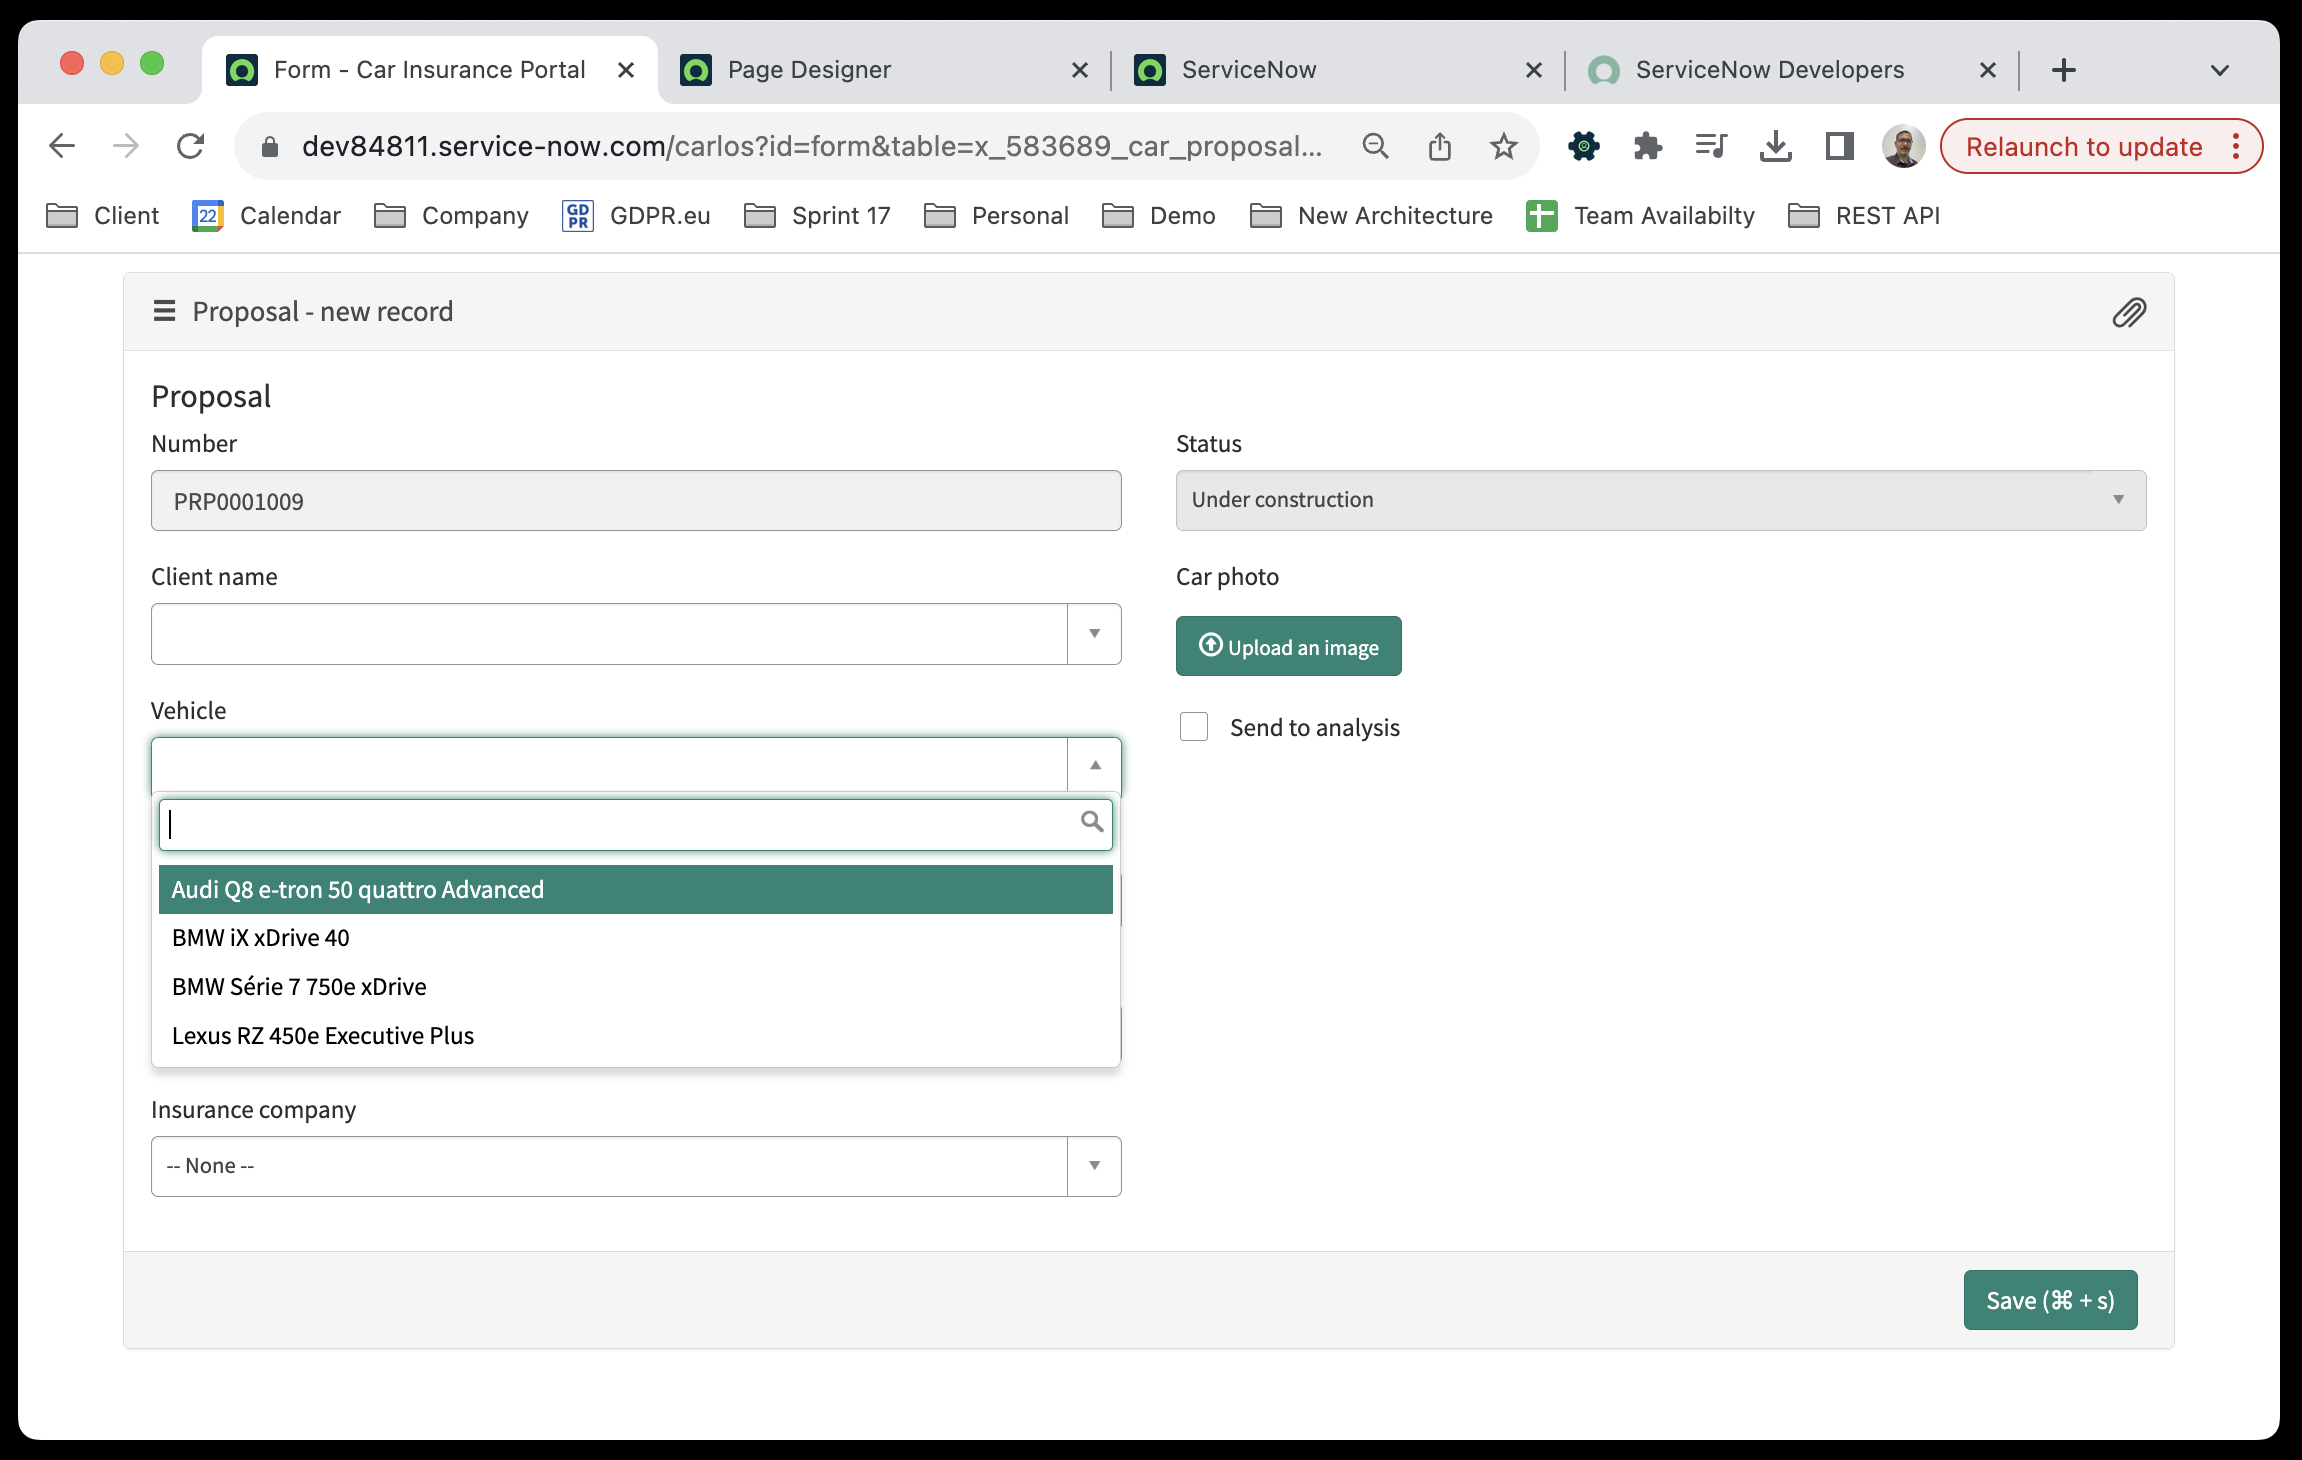 Form - Car Insurance Portal
Page Designer
ServiceNow
ServiceNow Developers
dev84811.service-now.com/carlos?id=form&table=x_583689_car_proposal...
Relaunch to update
Client
22
Calendar
Company
GD
PR
GDPR.eu
Sprint 17
Personal
Demo
New Architecture
Team Availabilty
REST API
Proposal - new record
Proposal
Number
PRP0001009
Status
Under construction
Client name
Car photo
Upload an image
Vehicle
Send to analysis
Audi Q8 e-tron 50 quattro Advanced
BMW iX xDrive 40
BMW Série 7 750e xDrive
Lexus RZ 450e Executive Plus
Insurance company
-- None --
Save (⌘ + s)